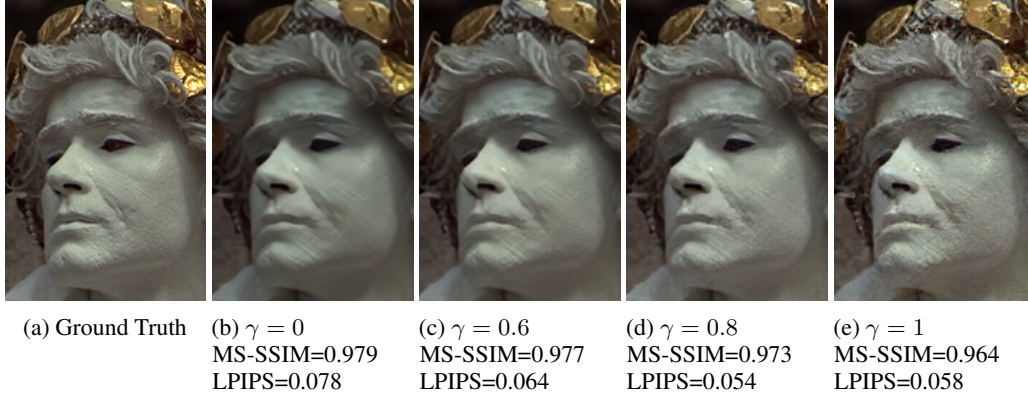 (a) Ground Truth
(b) γ = 0
MS-SSIM=0.979
LPIPS=0.078
(c) γ = 0.6
MS-SSIM=0.977
LPIPS=0.064
(d) γ = 0.8
MS-SSIM=0.973
LPIPS=0.054
(e) γ = 1
MS-SSIM=0.964
LPIPS=0.058